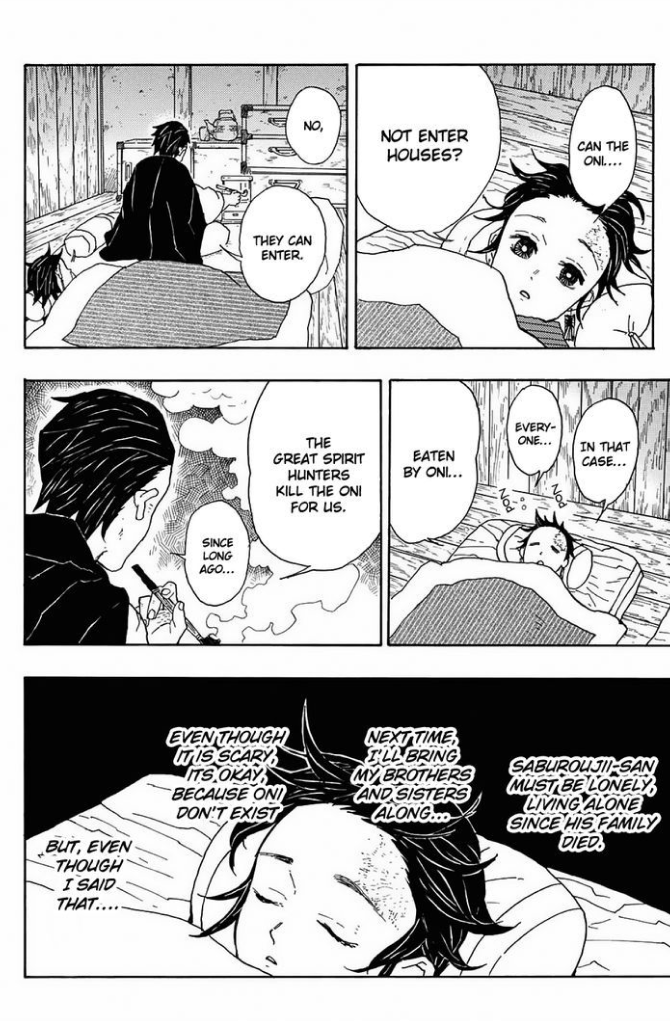 CAN THE
ONI....
NOT ENTER
HOUSES?
NO,
THEY CAN
ENTER.
IN THAT
CASE...
EVERY-
ONE...
EATEN
BY ONI...
THE
GREAT SPIRIT
HUNTERS
KILL THE ONI
FOR US.
SINCE
LONG
AGO...
SABUROUJII-SAN
MUST BE LONELY,
LIVING ALONE
SINCE HIS FAMILY
DIED.
NEXT TIME,
I'LL BRING
MY BROTHERS
AND SISTERS
ALONG...
EVEN THOUGH
IT IS SCARY,
ITS OKAY,
BECAUSE ONI
DON'T EXIST
BUT, EVEN
THOUGH
I SAID
THAT....